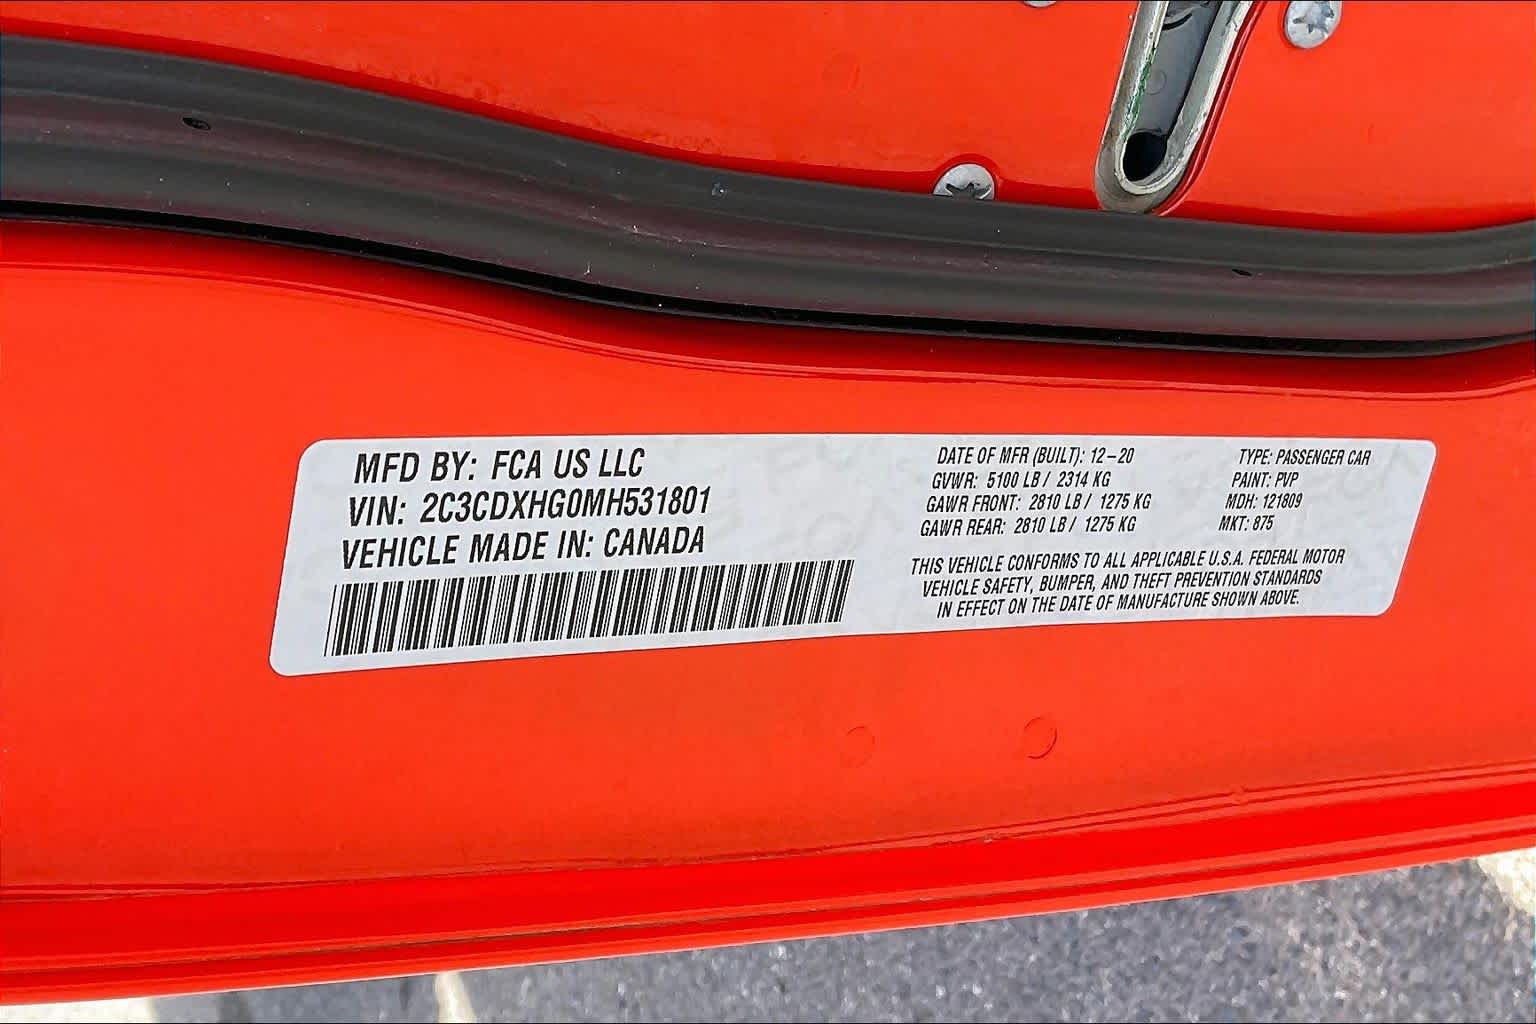 MFD BY: FCA US LLC
VIN: 2C3CDXHG0MH531801
VEHICLE MADE IN: CANADA
DATE OF MFR (BUILT): 12-20
GVWR: 5100 LB / 2314 KG
GAWR FRONT: 2810 LB / 1275 KG
GAWR REAR: 2810 LB / 1275 KG
TYPE: PASSENGER CAR
PAINT: PVP
MDH: 121809
MKT: 875
THIS VEHICLE CONFORMS TO ALL APPLICABLE U.S.A. FEDERAL MOTOR
VEHICLE SAFETY, BUMPER, AND THEFT PREVENTION STANDARDS
IN EFFECT ON THE DATE OF MANUFACTURE SHOWN ABOVE.